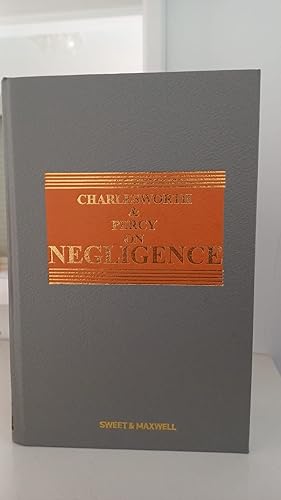 CHARLESWORTH
&
PERCY
ON
NEGLIGENCE
SWEET & MAXWELL